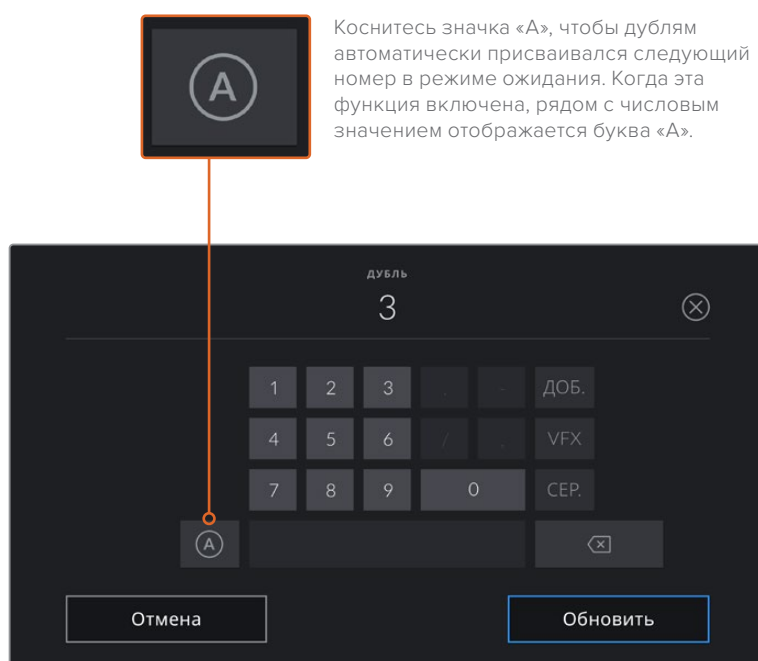 A
Коснитесь значка «А», чтобы дублям
автоматически присваивался следующий
номер в режиме ожидания. Когда эта
функция включена, рядом с числовым
значением отображается буква «А».
ДУБЛЬ
3
1 2 3 ДОБ.
4 5 6 / VFX
7 8 9 0 СЕР.
A
Отмена Обновить